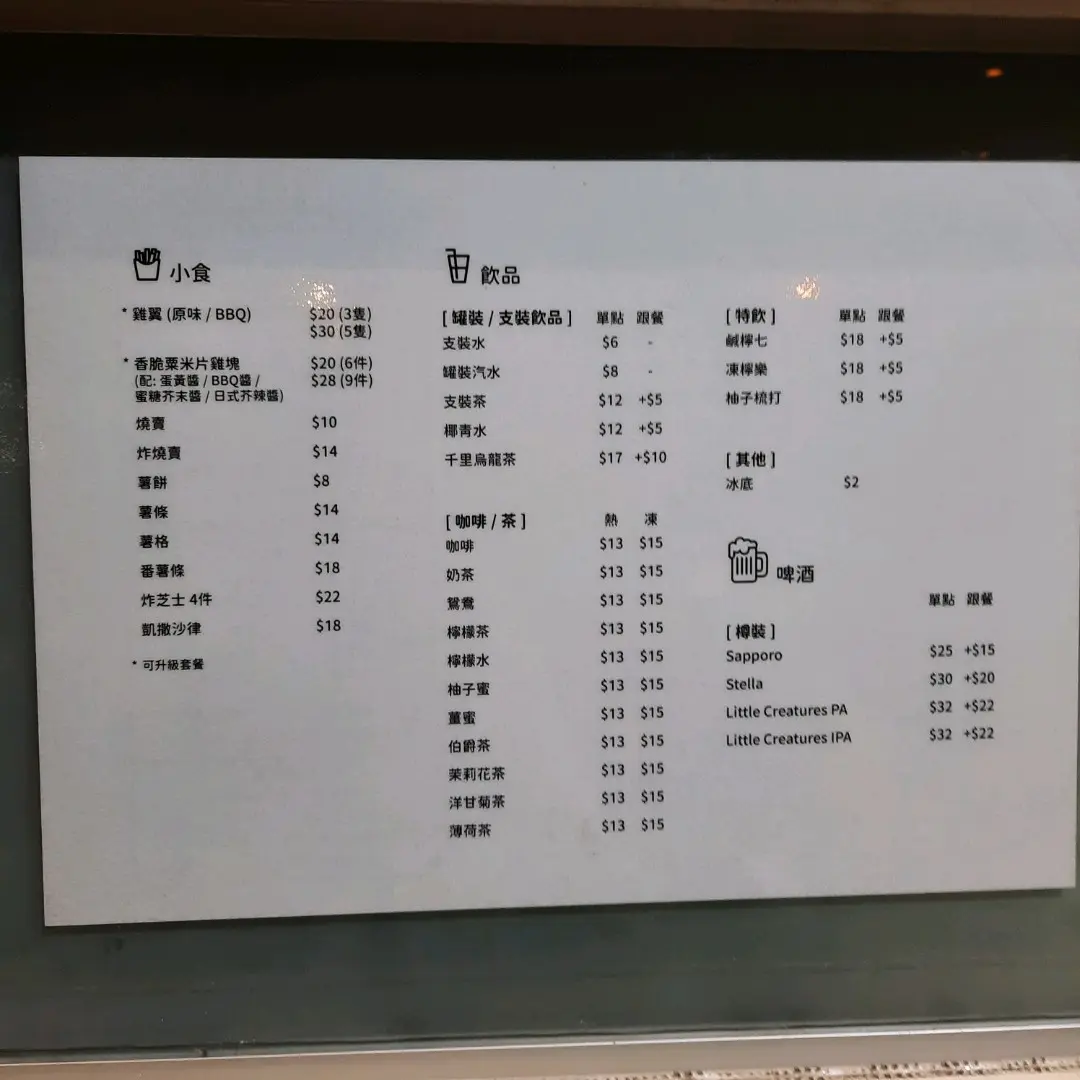 小食
* 雞翼 (原味 / BBQ) $20 (3隻)
$30 (5隻)
* 香脆粟米片雞塊 $20 (6件)
(配: 蛋黃醬 / BBQ醬 / $28 (9件)
蜜糖芥末醬 / 日式芥辣醬)
燒賣 $10
炸燒賣 $14
薯餅 $8
薯條 $14
薯格 $14
番薯條 $18
炸芝士 4件 $22
凱撒沙律 $18
* 可升級套餐
飲品
[ 罐裝 / 支裝飲品 ] 單點 跟餐
支裝水 $6 -
罐裝汽水 $8 -
支裝茶 $12 +$5
椰青水 $12 +$5
千里烏龍茶 $17 +$10
[ 咖啡 / 茶 ] 熱 凍
咖啡 $13 $15
奶茶 $13 $15
鴛鴦 $13 $15
檸檬茶 $13 $15
檸檬水 $13 $15
柚子蜜 $13 $15
薑蜜 $13 $15
伯爵茶 $13 $15
茉莉花茶 $13 $15
洋甘菊茶 $13 $15
薄荷茶 $13 $15
[ 特飲 ] 單點 跟餐
鹹檸七 $18 +$5
凍檸樂 $18 +$5
柚子梳打 $18 +$5
[ 其他 ]
冰底 $2
啤酒
單點 跟餐
[ 樽裝 ]
Sapporo $25 +$15
Stella $30 +$20
Little Creatures PA $32 +$22
Little Creatures IPA $32 +$22